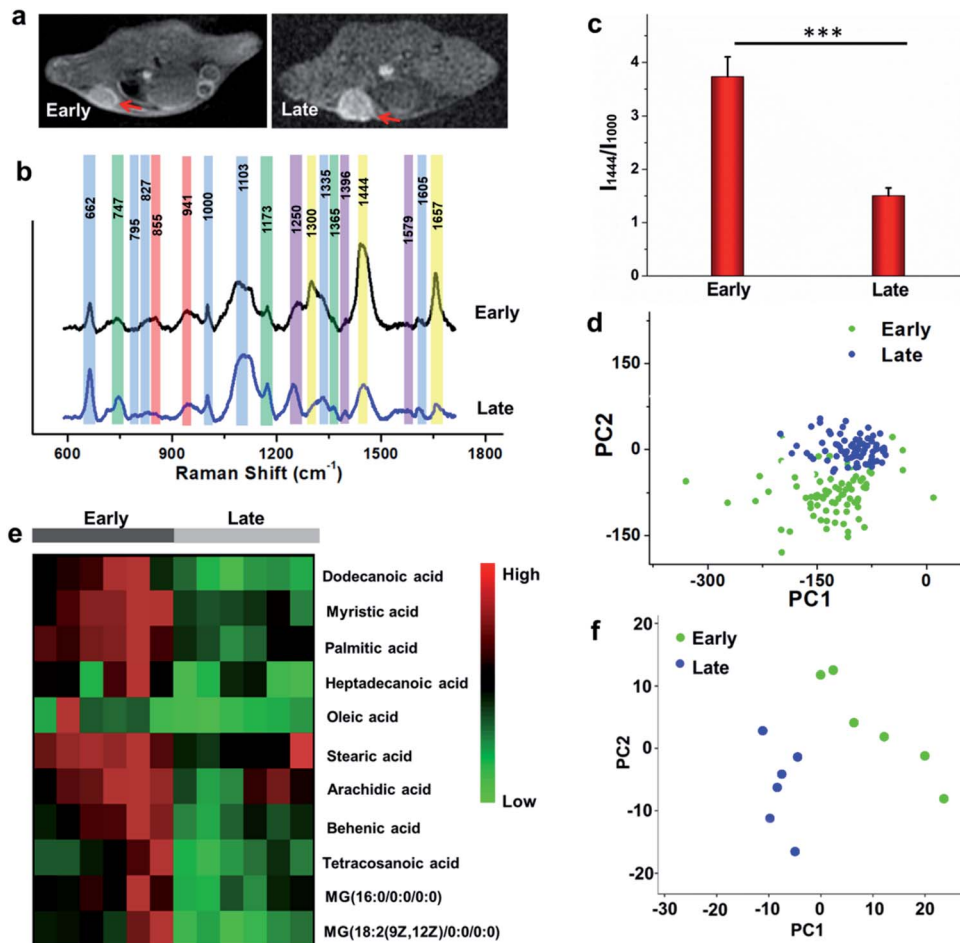 a
Early
Late
b
662
747
795
827
855
941
1000
1103
1173
1250
1300
1335
1365
1396
1444
1579
1605
1657
Early
Late
600
900
1200
1500
1800
Raman Shift (cm⁻¹)
c
***
I₁₄₄₄/I₁₀₀₀
4
3
2
1
0
Early
Late
d
Early
Late
150
0
-150
PC2
-300
-150
0
PC1
e
Early
Late
Dodecanoic acid
Myristic acid
Palmitic acid
Heptadecanoic acid
Oleic acid
Stearic acid
Arachidic acid
Behenic acid
Tetracosanoic acid
MG(16:0/0:0/0:0)
MG(18:2(9Z,12Z)/0:0/0:0)
High
Low
f
Early
Late
20
10
0
-10
-20
PC2
-30
-20
-10
0
10
20
PC1